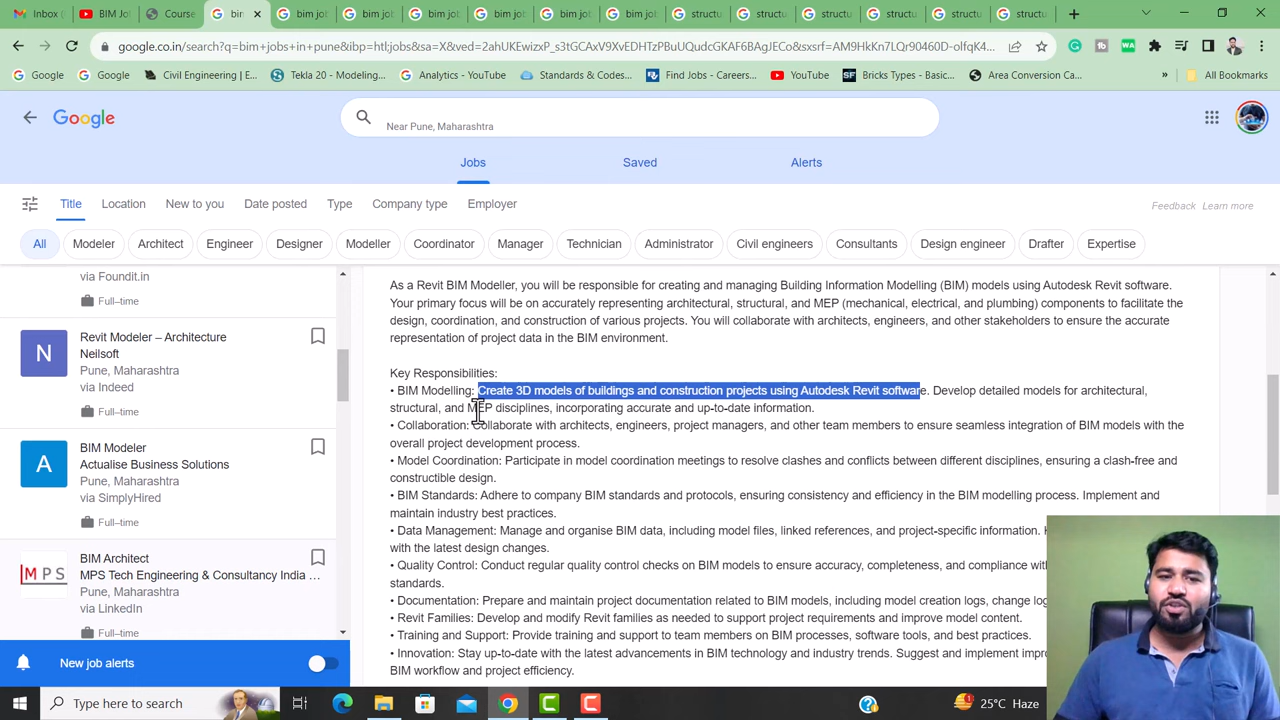 Inbox (
YouTub
Course
bin
bim job
bim job
bim job
bim job
bim job
bim job
structu
structu
structu
structu
structu
google.co.in/search?q=bim+jobs+in+pune&ibp=htl;jobs&sa=X&ved=2ahUKEwizxP_s3tGCAxV9XvEDHTzPBuUQudcGKAF6BAgJECo&sxsrf=AM9HkKn7LQr90460D-olfqK4...
Google
Google
Civil Engineering | E...
Tekla 20 - Modeling...
Analytics - YouTube
Standards & Codes...
Find Jobs - Careers...
YouTube
Bricks Types - Basic...
Area Conversion Ca...
»
All Bookmarks
Google
Near Pune, Maharashtra
Jobs
Saved
Alerts
Title
Location
New to you
Date posted
Type
Company type
Employer
Feedback
Learn more
All
Modeler
Architect
Engineer
Designer
Modeller
Coordinator
Manager
Technician
Administrator
Civil engineers
Consultants
Design engineer
Drafter
Expertise
via Foundit.in
Full–time
N
Revit Modeler – Architecture
Neilsoft
Pune, Maharashtra
via Indeed
Full–time
A
BIM Modeler
Actualise Business Solutions
Pune, Maharashtra
via SimplyHired
Full–time
MPS
BIM Architect
MPS Tech Engineering & Consultancy India ...
Pune, Maharashtra
via LinkedIn
Full–time
New job alerts
As a Revit BIM Modeller, you will be responsible for creating and managing Building Information Modelling (BIM) models using Autodesk Revit software.
Your primary focus will be on accurately representing architectural, structural, and MEP (mechanical, electrical, and plumbing) components to facilitate the
design, coordination, and construction of various projects. You will collaborate with architects, engineers, and other stakeholders to ensure the accurate
representation of project data in the BIM environment.
Key Responsibilities:
• BIM Modelling: Create 3D models of buildings and construction projects using Autodesk Revit software. Develop detailed models for architectural,
structural, and MEP disciplines, incorporating accurate and up-to-date information.
• Collaboration: Collaborate with architects, engineers, project managers, and other team members to ensure seamless integration of BIM models with the
overall project development process.
• Model Coordination: Participate in model coordination meetings to resolve clashes and conflicts between different disciplines, ensuring a clash-free and
constructible design.
• BIM Standards: Adhere to company BIM standards and protocols, ensuring consistency and efficiency in the BIM modelling process. Implement and
maintain industry best practices.
• Data Management: Manage and organise BIM data, including model files, linked references, and project-specific information.
with the latest design changes.
• Quality Control: Conduct regular quality control checks on BIM models to ensure accuracy, completeness, and compliance with
standards.
• Documentation: Prepare and maintain project documentation related to BIM models, including model creation logs, change log
• Revit Families: Develop and modify Revit families as needed to support project requirements and improve model content.
• Training and Support: Provide training and support to team members on BIM processes, software tools, and best practices.
• Innovation: Stay up-to-date with the latest advancements in BIM technology and industry trends. Suggest and implement impro
BIM workflow and project efficiency.
Type here to search
25°C Haze